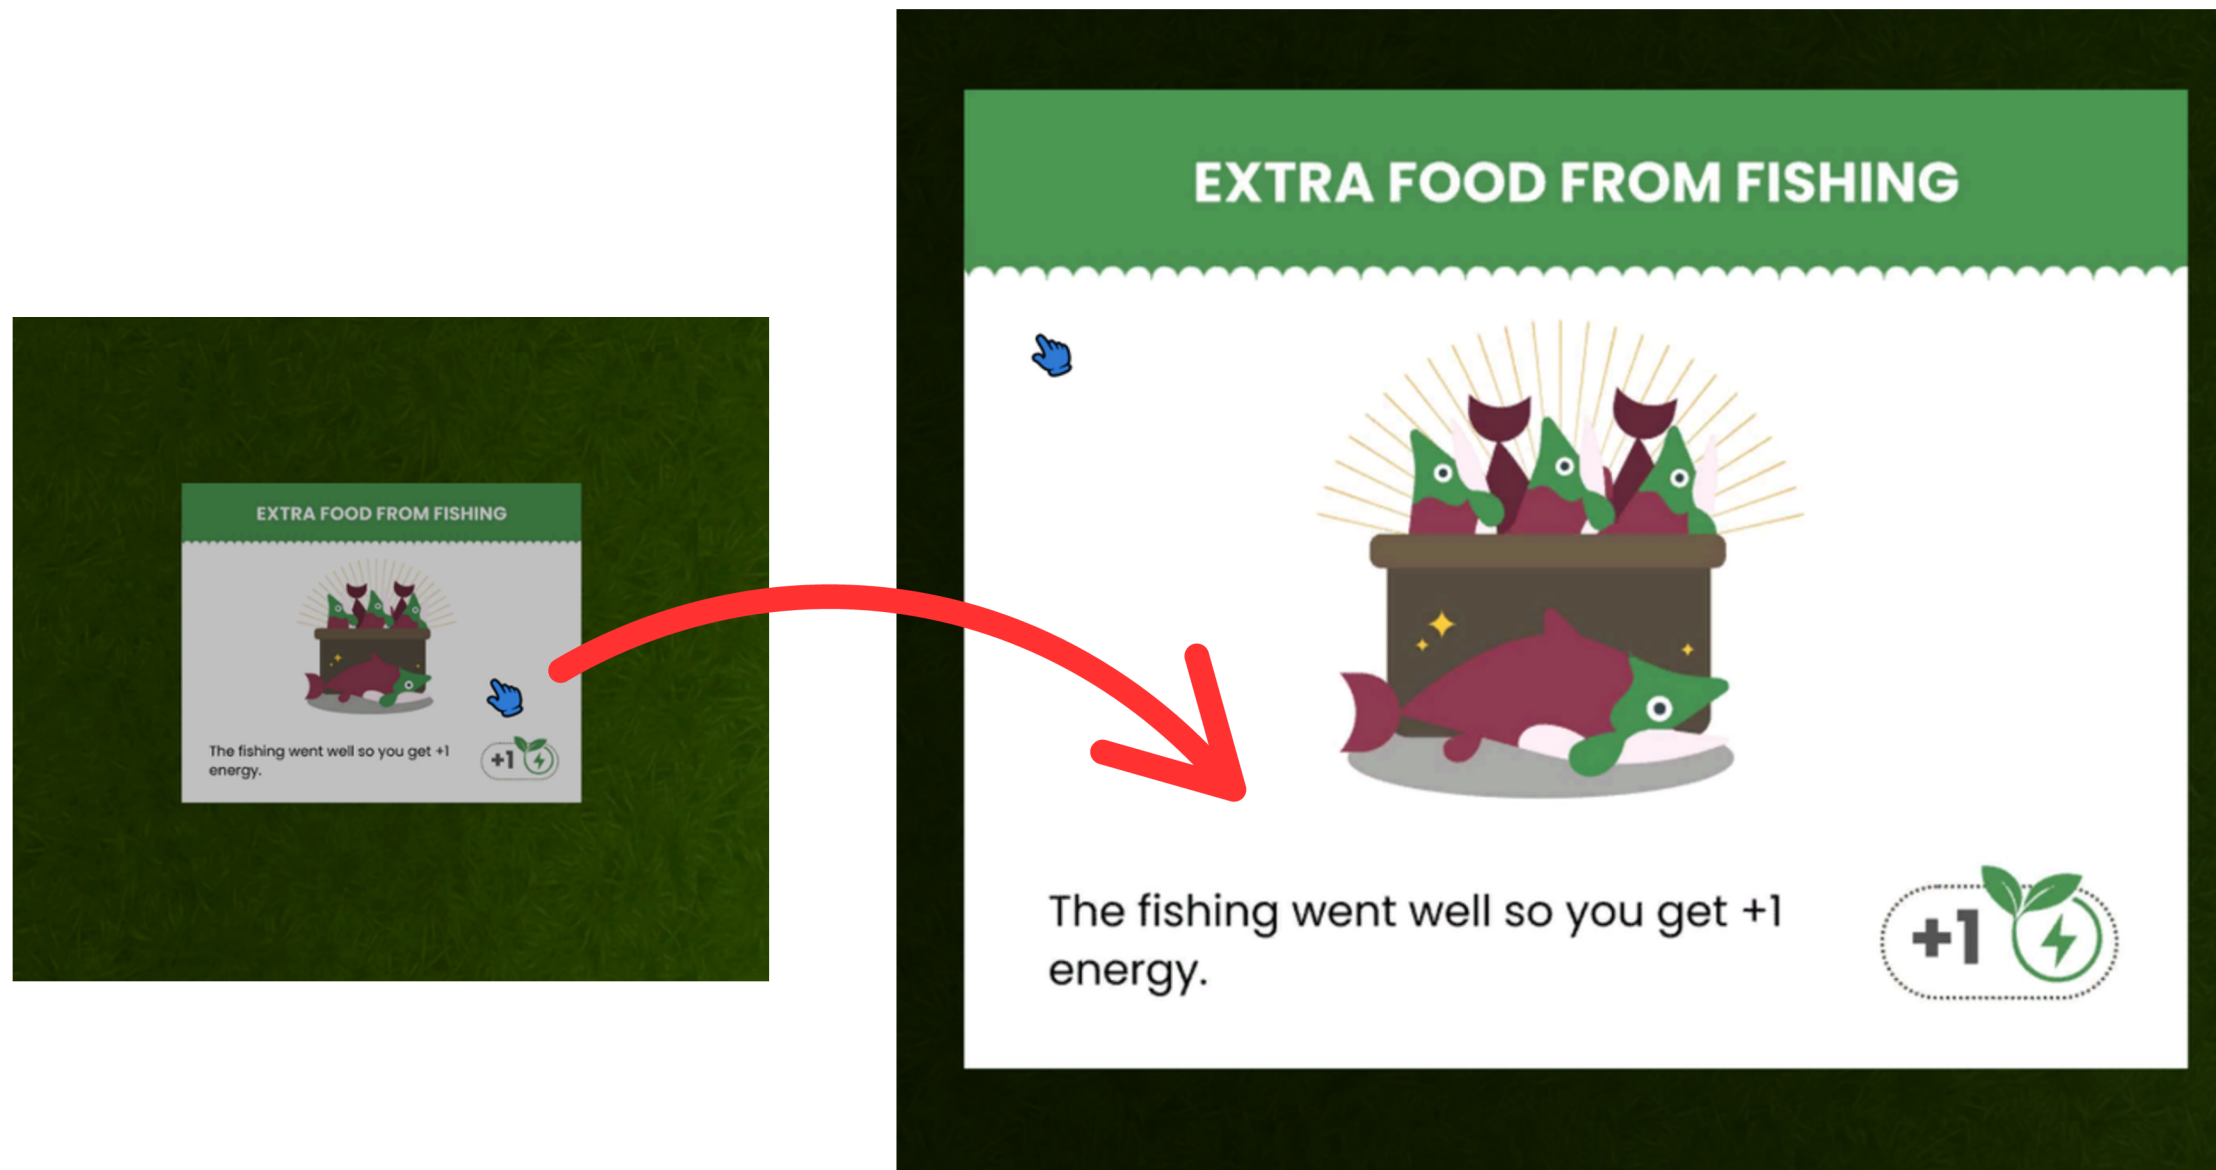 EXTRA FOOD FROM FISHING
The fishing went well so you get +1
energy.
+1
EXTRA FOOD FROM FISHING
The fishing went well so you get +1
energy.
+1